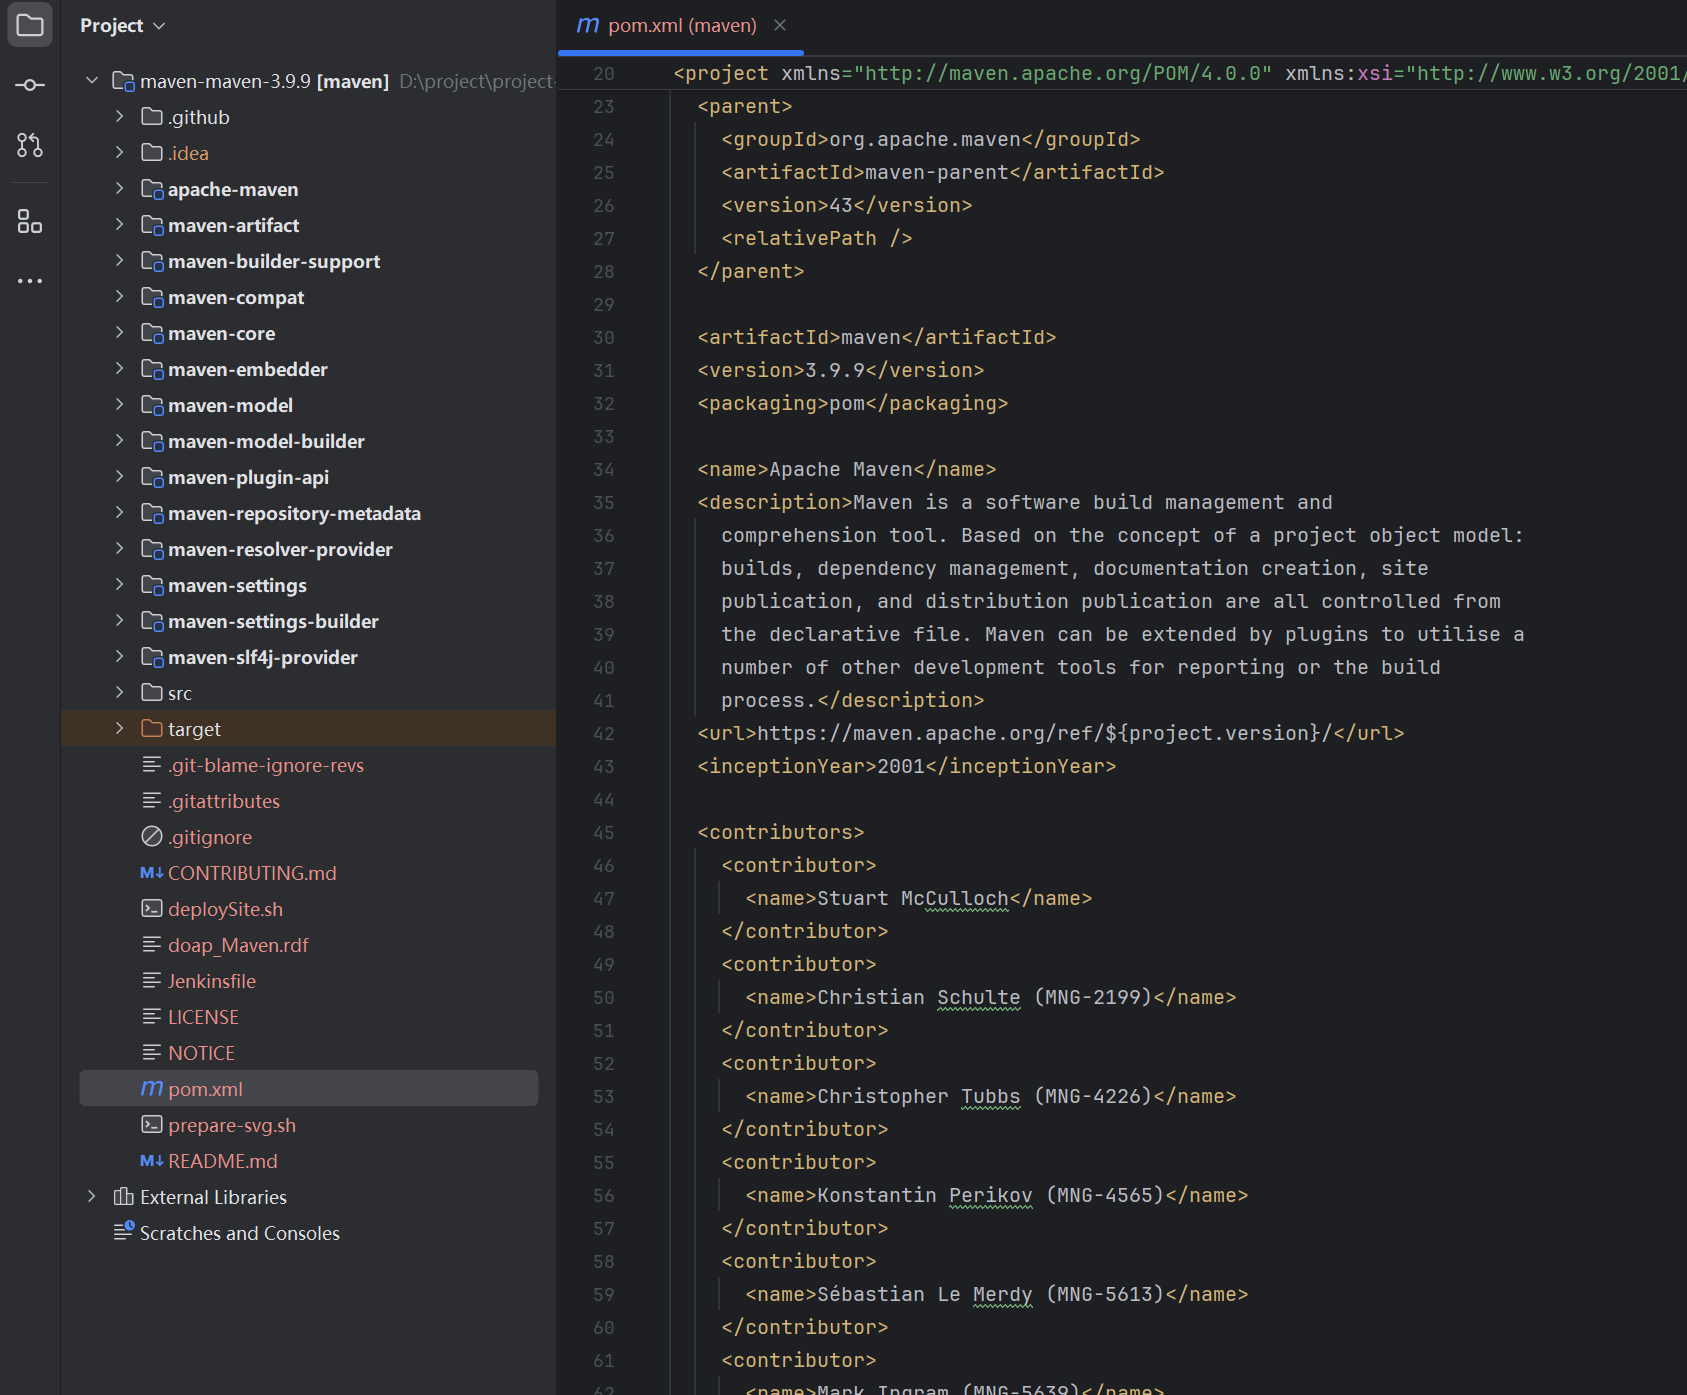 Project
maven-maven-3.9.9 [maven] D:\project\project-
.github
.idea
apache-maven
maven-artifact
maven-builder-support
maven-compat
maven-core
maven-embedder
maven-model
maven-model-builder
maven-plugin-api
maven-repository-metadata
maven-resolver-provider
maven-settings
maven-settings-builder
maven-slf4j-provider
src
target
.git-blame-ignore-revs
.gitattributes
.gitignore
M↓ CONTRIBUTING.md
deploySite.sh
doap_Maven.rdf
Jenkinsfile
LICENSE
NOTICE
m pom.xml
prepare-svg.sh
M↓ README.md
External Libraries
Scratches and Consoles
m pom.xml (maven)
20 <project xmlns="http://maven.apache.org/POM/4.0.0" xmlns:xsi="http://www.w3.org/2001/
23 <parent>
24 <groupId>org.apache.maven</groupId>
25 <artifactId>maven-parent</artifactId>
26 <version>43</version>
27 <relativePath />
28 </parent>
29
30 <artifactId>maven</artifactId>
31 <version>3.9.9</version>
32 <packaging>pom</packaging>
33
34 <name>Apache Maven</name>
35 <description>Maven is a software build management and
36 comprehension tool. Based on the concept of a project object model:
37 builds, dependency management, documentation creation, site
38 publication, and distribution publication are all controlled from
39 the declarative file. Maven can be extended by plugins to utilise a
40 number of other development tools for reporting or the build
41 process.</description>
42 <url>https://maven.apache.org/ref/${project.version}/</url>
43 <inceptionYear>2001</inceptionYear>
44
45 <contributors>
46 <contributor>
47 <name>Stuart McCulloch</name>
48 </contributor>
49 <contributor>
50 <name>Christian Schulte (MNG-2199)</name>
51 </contributor>
52 <contributor>
53 <name>Christopher Tubbs (MNG-4226)</name>
54 </contributor>
55 <contributor>
56 <name>Konstantin Perikov (MNG-4565)</name>
57 </contributor>
58 <contributor>
59 <name>Sébastian Le Merdy (MNG-5613)</name>
60 </contributor>
61 <contributor>
62 <name>Mark Ingram (MNG-5639)</name>